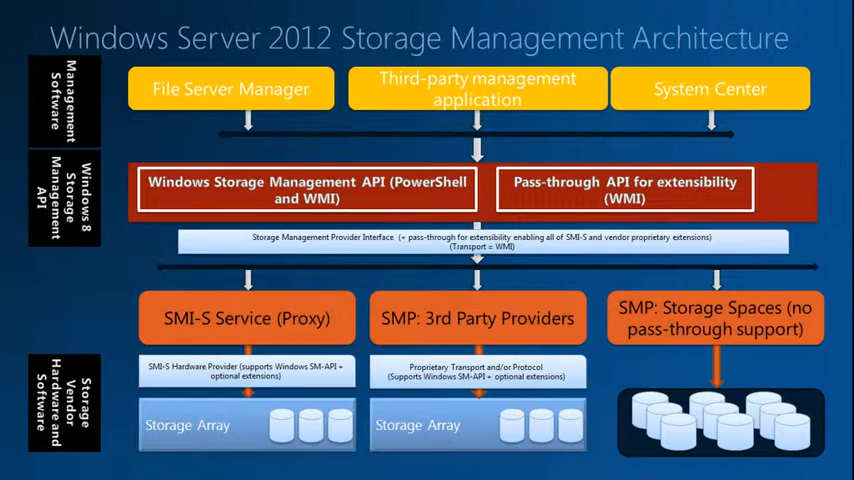 Windows Server 2012 Storage Management Architecture
Management
Software
File Server Manager
Third-party management
application
System Center
Windows 8
Storage
Management
API
Windows Storage Management API (PowerShell
and WMI)
Pass-through API for extensibility
(WMI)
Storage Management Provider Interface (+ pass-through for extensibility enabling all of SMI-S and vendor proprietary extensions)
(Transport = WMI)
SMI-S Service (Proxy)
SMP: 3rd Party Providers
SMP: Storage Spaces (no
pass-through support)
Storage
Vendor
Hardware and
Software
SMI-S Hardware Provider (supports Windows SM-API +
optional extensions)
Proprietary Transport and/or Protocol
(Supports Windows SM-API + optional extensions)
Storage Array
Storage Array